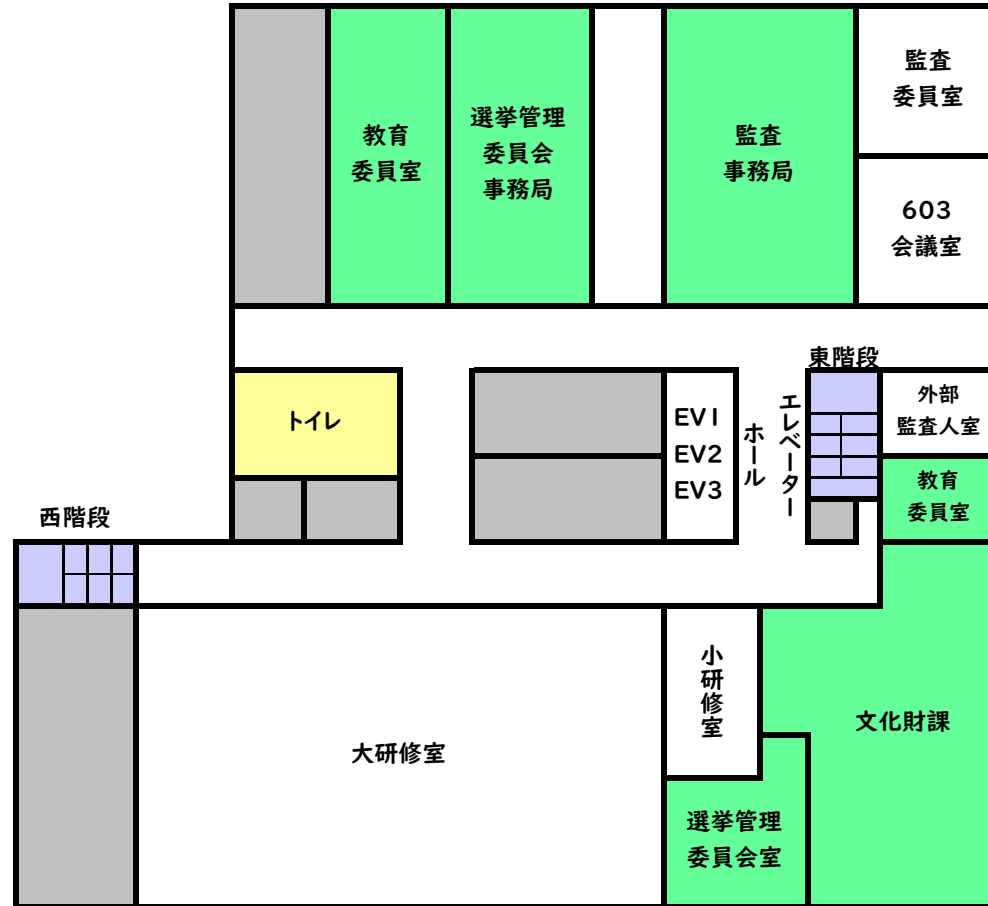 監査
委員室
選挙管理
委員会
事務局
教育
委員室
監査
事務局
603
会議室
東階段
トイレ
EV1
EV2
EV3
エレベーター
ホール
外部
監査人室
教育
委員室
西階段
小研修室
文化財課
大研修室
選挙管理
委員会室